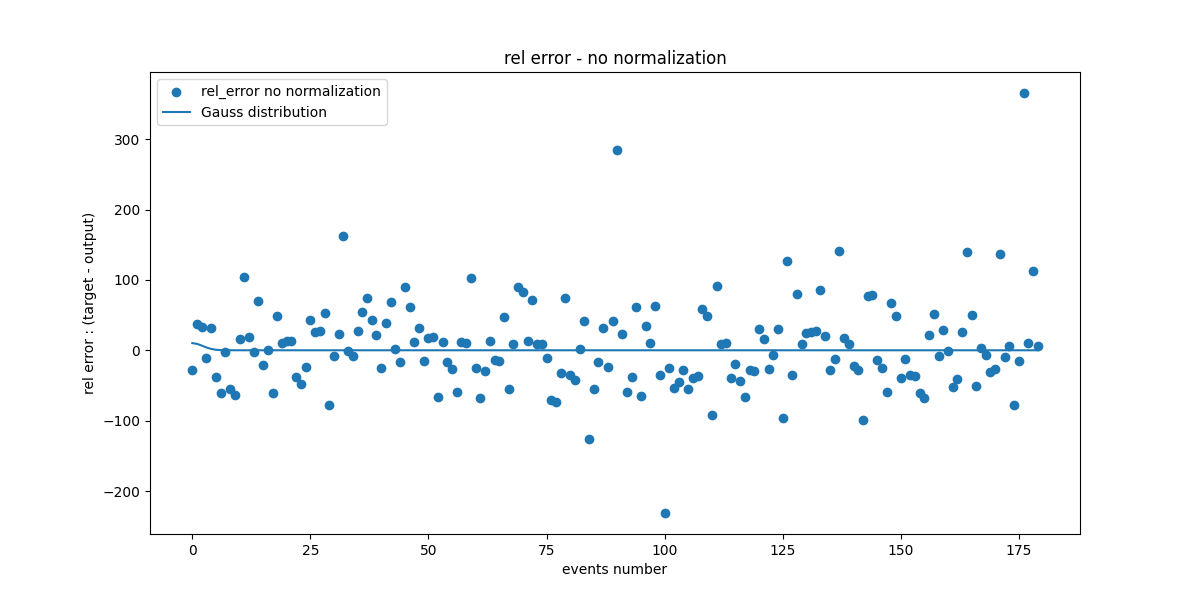 rel error - no normalization
rel_error no normalization
Gauss distribution
300
200
100
0
−100
−200
rel error : (target - output)
0 25 50 75 100 125 150 175
events number